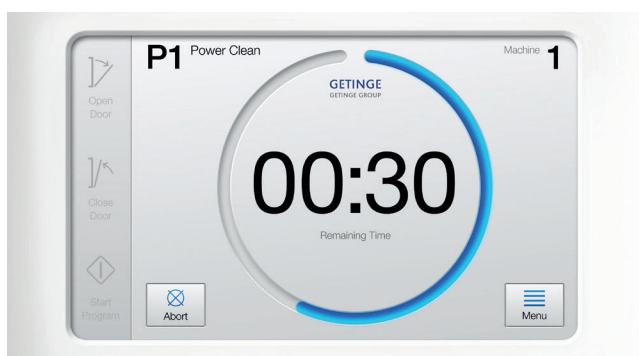 P1 Power Clean
Machine 1
GETINGE
GETINGE GROUP
00:30
Remaining Time
Open
Door
Close
Door
Start
Program
Abort
Menu